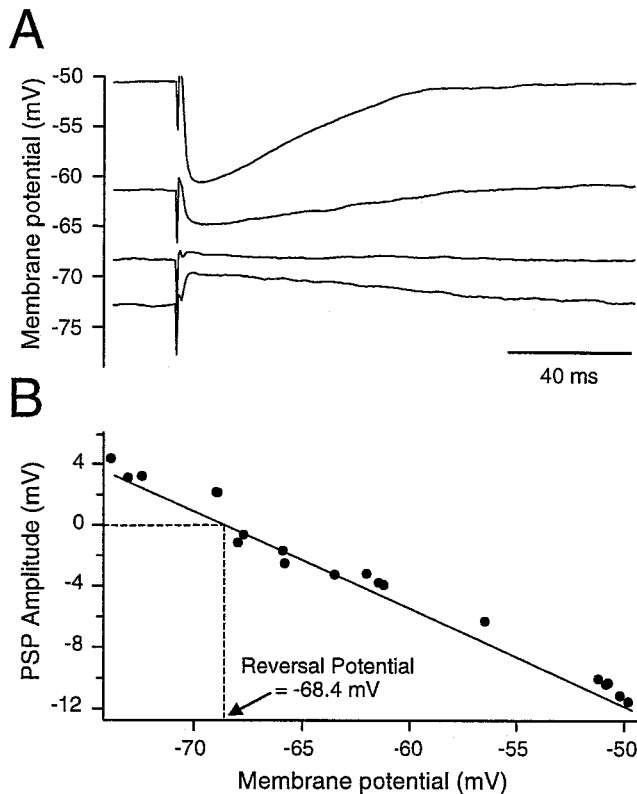 A
Membrane potential (mV)
-50
-55
-60
-65
-70
-75
40 ms
B
PSP Amplitude (mV)
4
0
-4
-8
-12
Reversal Potential
= -68.4 mV
-70
-65
-60
-55
-50
Membrane potential (mV)